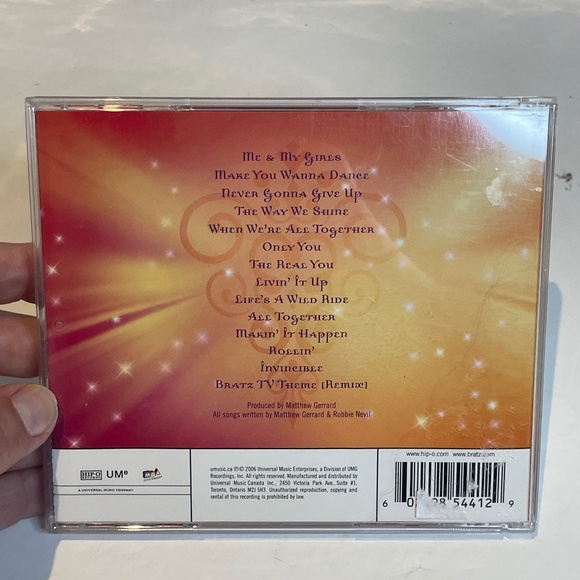 Me & My Girls
Make You Wanna Dance
Never Gonna Give Up
The Way We Shine
When We're All Together
Only You
The Real You
Livin' It Up
Life's A Wild Ride
All Together
Makin' It Happen
Rollin'
Invincible
Bratz TV Theme [Remix]
Produced by Matthew Gerrard
All songs written by Matthew Gerrard & Robbie Nevil
HIP-O
UMe
A UNIVERSAL MUSIC COMPANY
umusic.ca ℗© 2006 Universal Music Enterprises, a Division of UMG
Recordings, Inc. All rights reserved. Manufactured and distributed by
Universal Music Canada Inc., 2450 Victoria Park Ave., Suite #1,
Toronto, Ontario M2J 5H3. Unauthorized reproduction, copying and
rental of this recording is prohibited by law.
www.hip-o.com www.bratz.com
6 54412 9